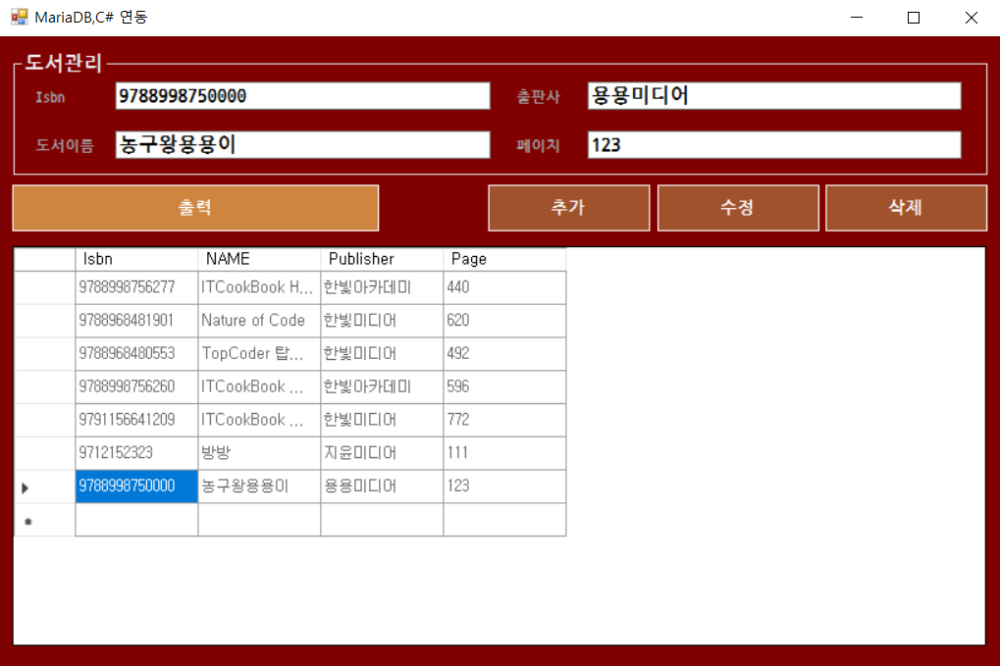 MariaDB,C# 연동
도서관리
Isbn 9788998750000 출판사 용용미디어
도서이름 농구왕용용이 페이지 123
출력 추가 수정 삭제
Isbn NAME Publisher Page
9788998756277 ITCookBook H... 한빛아카데미 440
9788968481901 Nature of Code 한빛미디어 620
9788968480553 TopCoder 탑... 한빛미디어 492
9788998756260 ITCookBook ... 한빛아카데미 596
9791156641209 ITCookBook ... 한빛미디어 772
9712152323 방방 지윤미디어 111
9788998750000 농구왕용용이 용용미디어 123